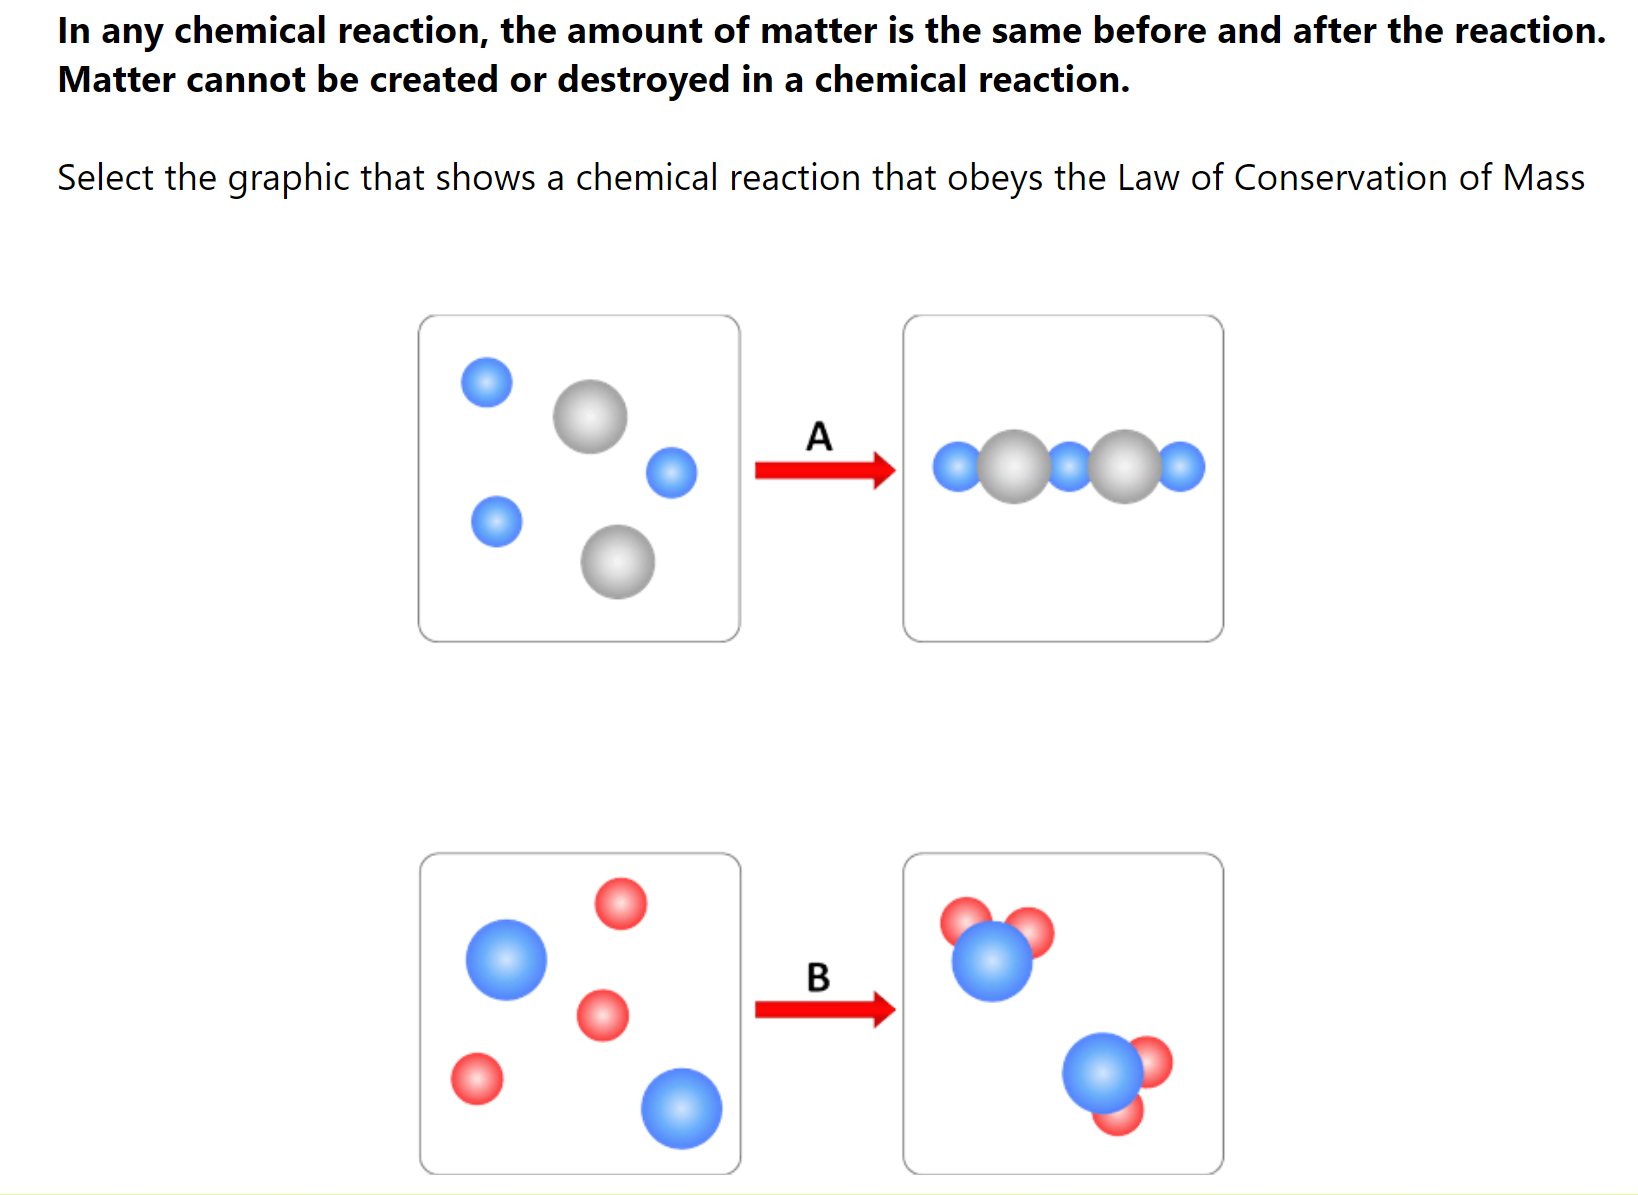 In any chemical reaction, the amount of matter is the same before and after the reaction.
Matter cannot be created or destroyed in a chemical reaction.
Select the graphic that shows a chemical reaction that obeys the Law of Conservation of Mass
A
B